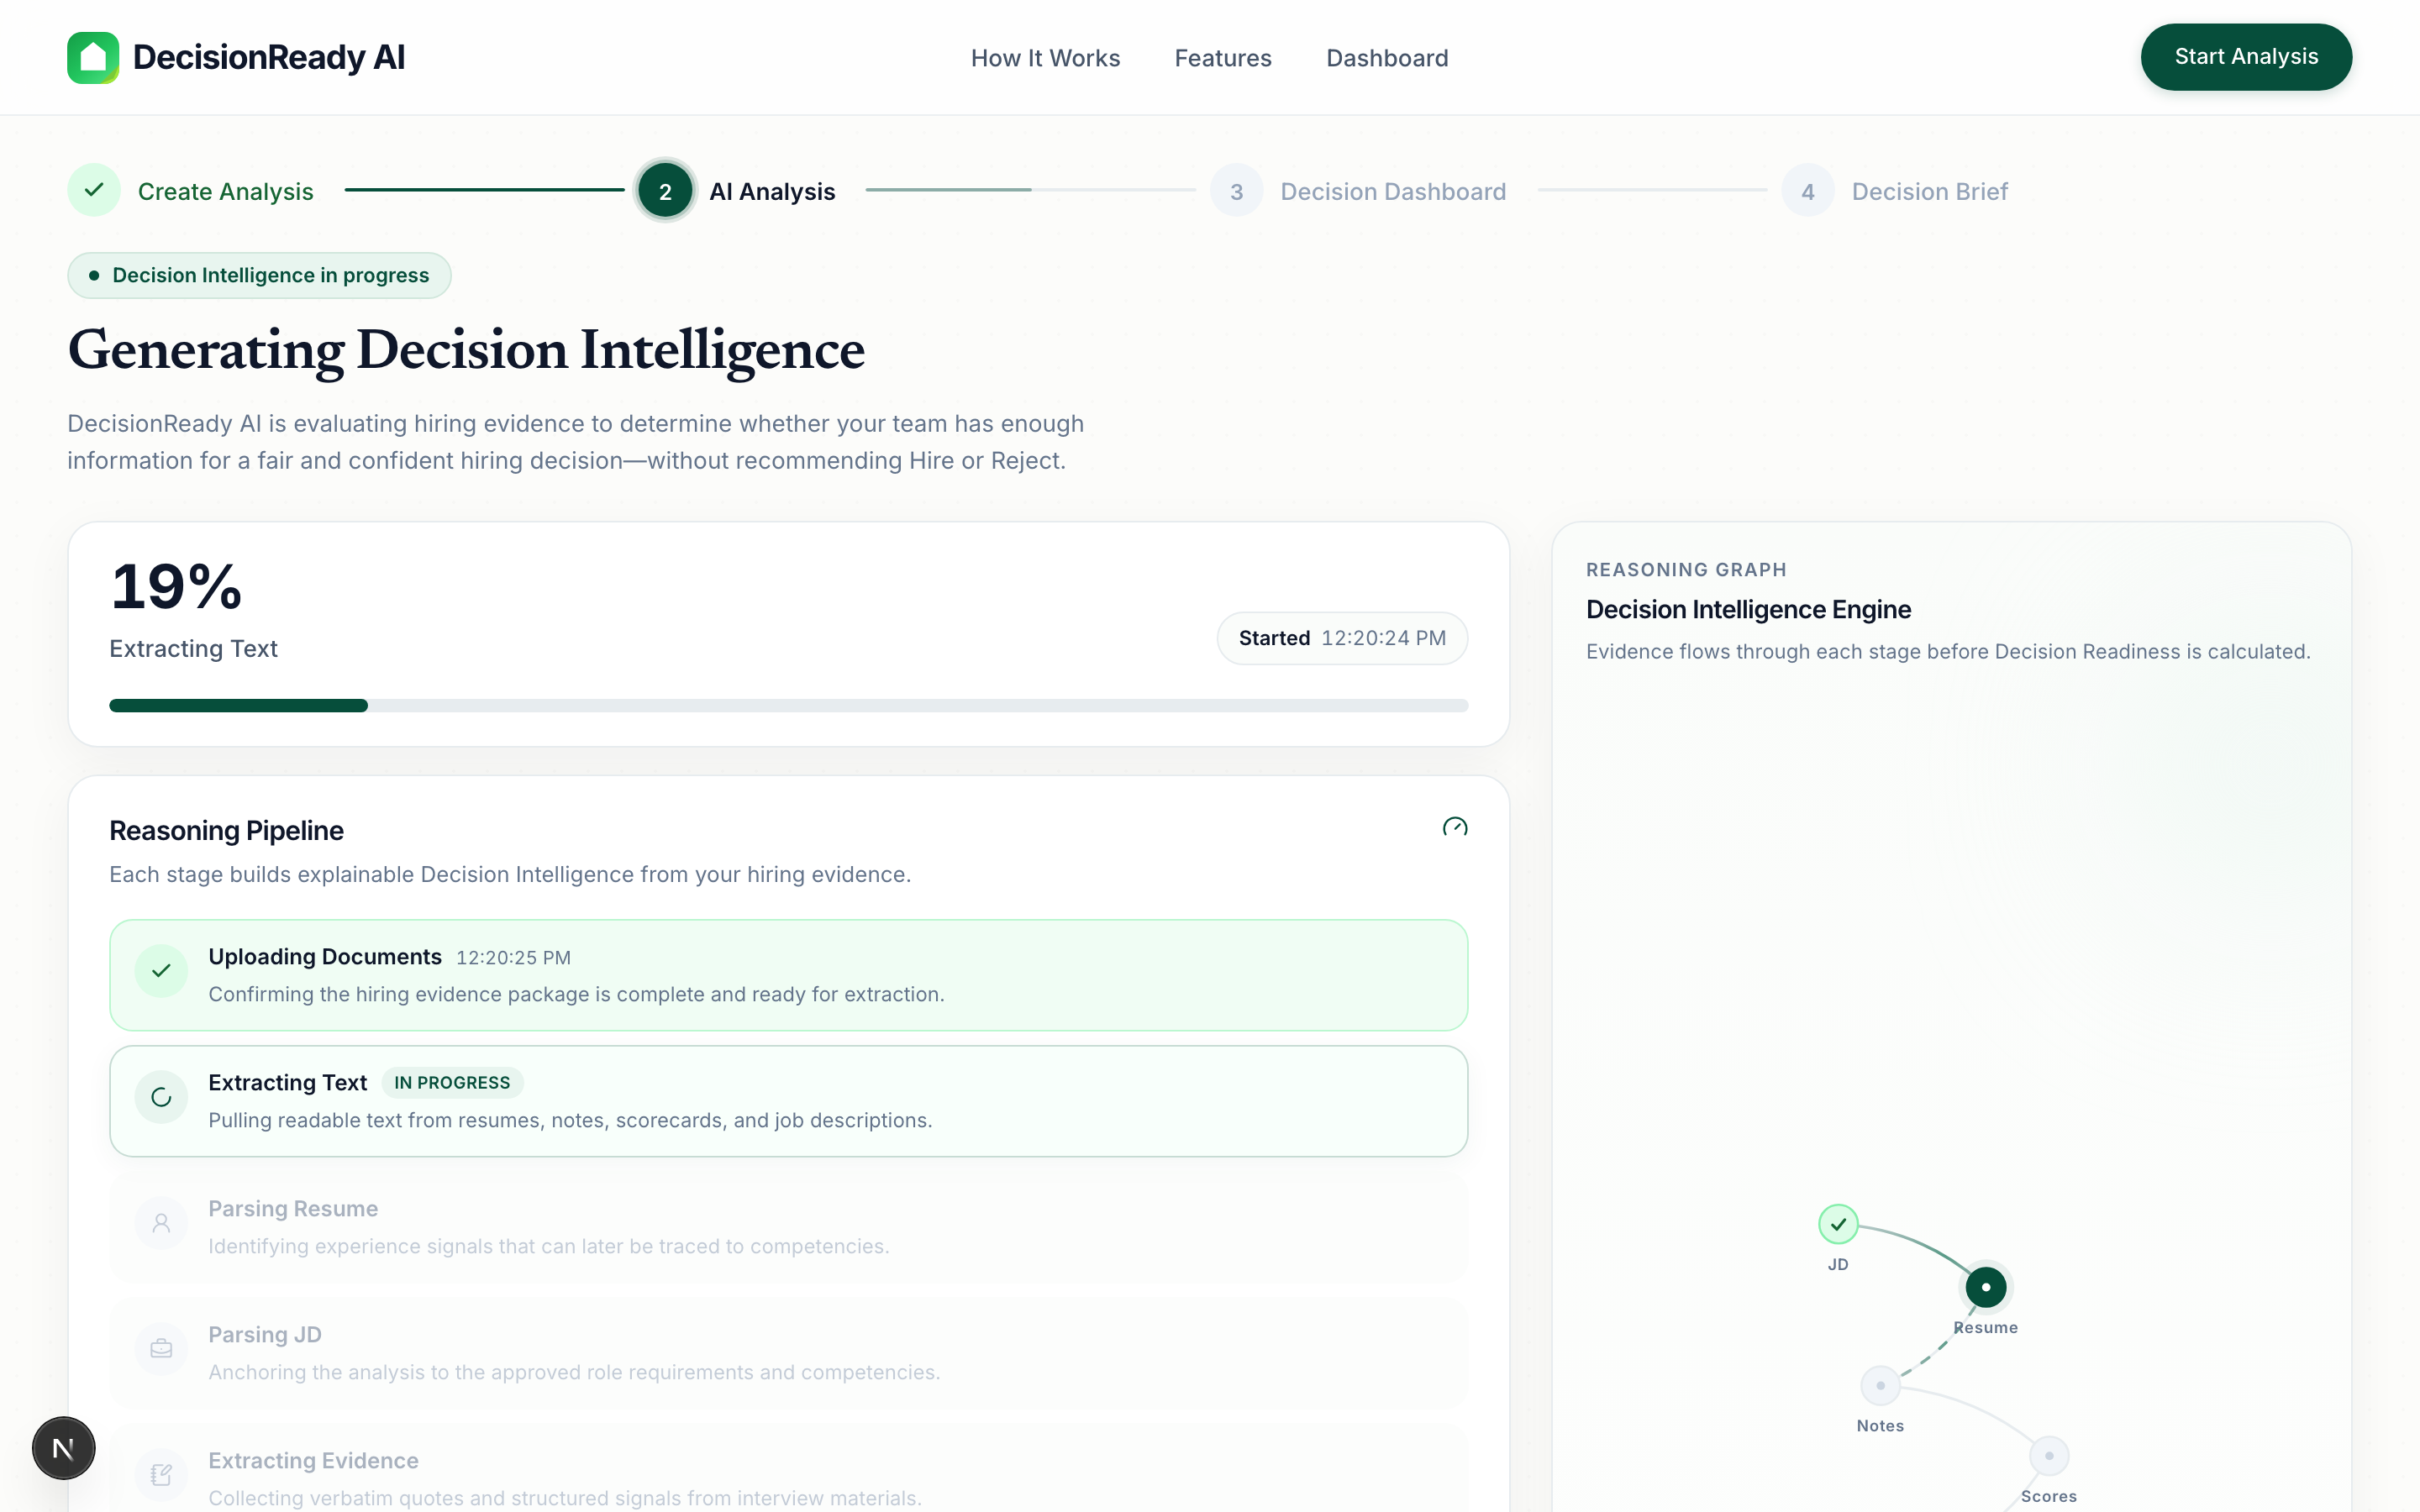 DecisionReady AI
How It Works
Features
Dashboard
Start Analysis
Create Analysis
2
AI Analysis
3
Decision Dashboard
4
Decision Brief
Decision Intelligence in progress
Generating Decision Intelligence
DecisionReady AI is evaluating hiring evidence to determine whether your team has enough
information for a fair and confident hiring decision—without recommending Hire or Reject.
19%
Extracting Text
Started 12:20:24 PM
Reasoning Pipeline
Each stage builds explainable Decision Intelligence from your hiring evidence.
Uploading Documents 12:20:25 PM
Confirming the hiring evidence package is complete and ready for extraction.
Extracting Text IN PROGRESS
Pulling readable text from resumes, notes, scorecards, and job descriptions.
Parsing Resume
Identifying experience signals that can later be traced to competencies.
Parsing JD
Anchoring the analysis to the approved role requirements and competencies.
Extracting Evidence
Collecting verbatim quotes and structured signals from interview materials.
N
REASONING GRAPH
Decision Intelligence Engine
Evidence flows through each stage before Decision Readiness is calculated.
JD
Resume
Notes
Scores